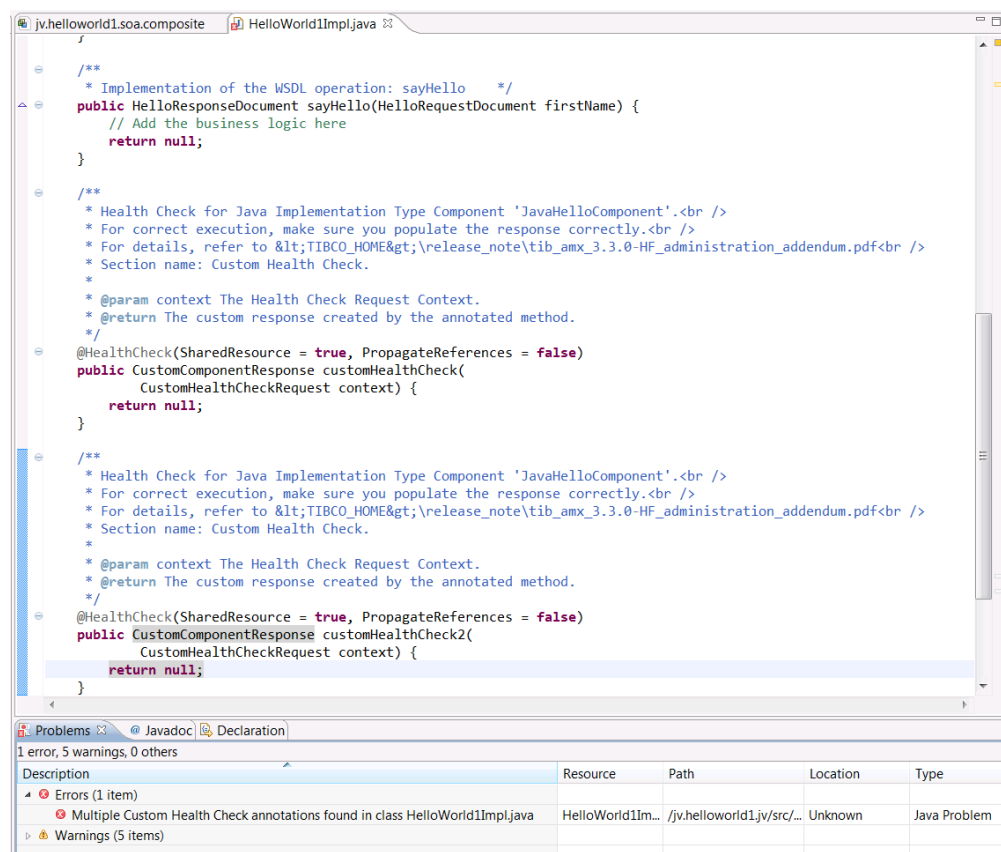 jv.helloworld1.soa.composite HelloWorld1Impl.java
}
/**
* Implementation of the WSDL operation: sayHello */
public HelloResponseDocument sayHello(HelloRequestDocument firstName) {
// Add the business logic here
return null;
}
/**
* Health Check for Java Implementation Type Component 'JavaHelloComponent'.<br />
* For correct execution, make sure you populate the response correctly.<br />
* For details, refer to &lt;TIBCO_HOME&gt;\release_note\tib_amx_3.3.0-HF_administration_addendum.pdf<br />
* Section name: Custom Health Check.
*
* @param context The Health Check Request Context.
* @return The custom response created by the annotated method.
*/
@HealthCheck(SharedResource = true, PropagateReferences = false)
public CustomComponentResponse customHealthCheck(
CustomHealthCheckRequest context) {
return null;
}
/**
* Health Check for Java Implementation Type Component 'JavaHelloComponent'.<br />
* For correct execution, make sure you populate the response correctly.<br />
* For details, refer to &lt;TIBCO_HOME&gt;\release_note\tib_amx_3.3.0-HF_administration_addendum.pdf<br />
* Section name: Custom Health Check.
*
* @param context The Health Check Request Context.
* @return The custom response created by the annotated method.
*/
@HealthCheck(SharedResource = true, PropagateReferences = false)
public CustomComponentResponse customHealthCheck2(
CustomHealthCheckRequest context) {
return null;
}
Problems @ Javadoc Declaration
1 error, 5 warnings, 0 others
Description Resource Path Location Type
Errors (1 item)
Multiple Custom Health Check annotations found in class HelloWorld1Impl.java HelloWorld1Im... /jv.helloworld1.jv/src/... Unknown Java Problem
Warnings (5 items)